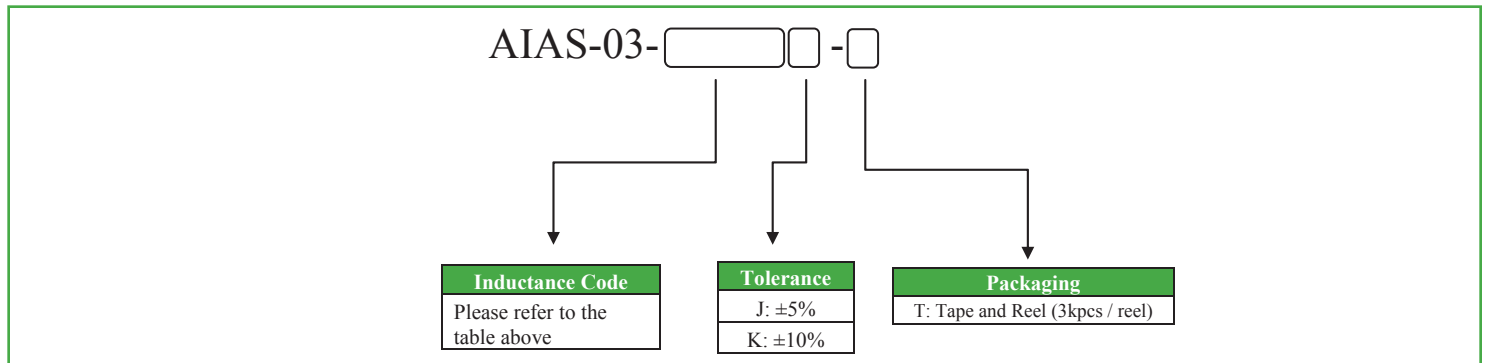 AIAS-03- -
Inductance Code
Please refer to the
table above
Tolerance
J: ±5%
K: ±10%
Packaging
T: Tape and Reel (3kpcs / reel)